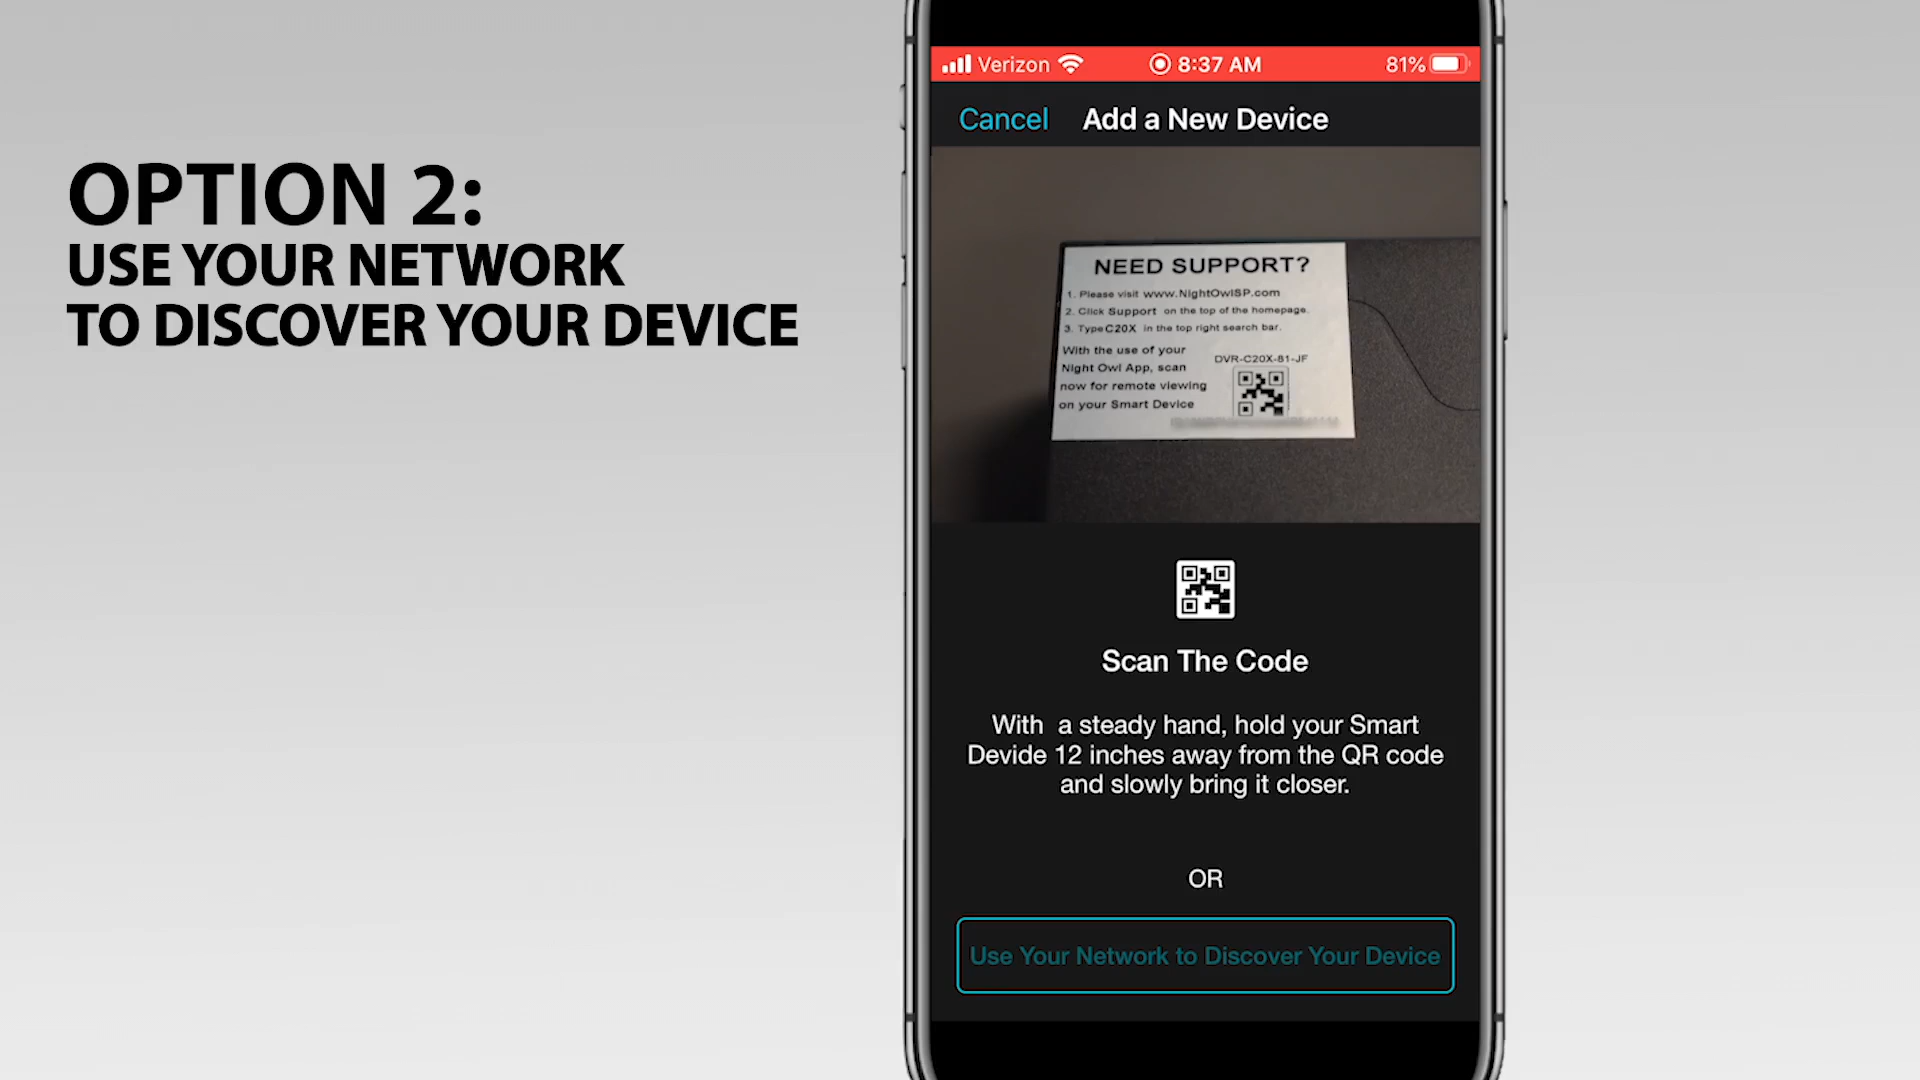 OPTION 2:
USE YOUR NETWORK
TO DISCOVER YOUR DEVICE
Verizon
8:37 AM
81%
Cancel
Add a New Device
NEED SUPPORT?
1. Please visit www.NightOwlSP.com
2. Click Support on the top of the homepage.
3. Type C20X in the top right search bar.
With the use of your
Night Owl App, scan
now for remote viewing
on your Smart Device
DVR-C20X-81-JF
Scan The Code
With a steady hand, hold your Smart
Devide 12 inches away from the QR code
and slowly bring it closer.
OR
Use Your Network to Discover Your Device